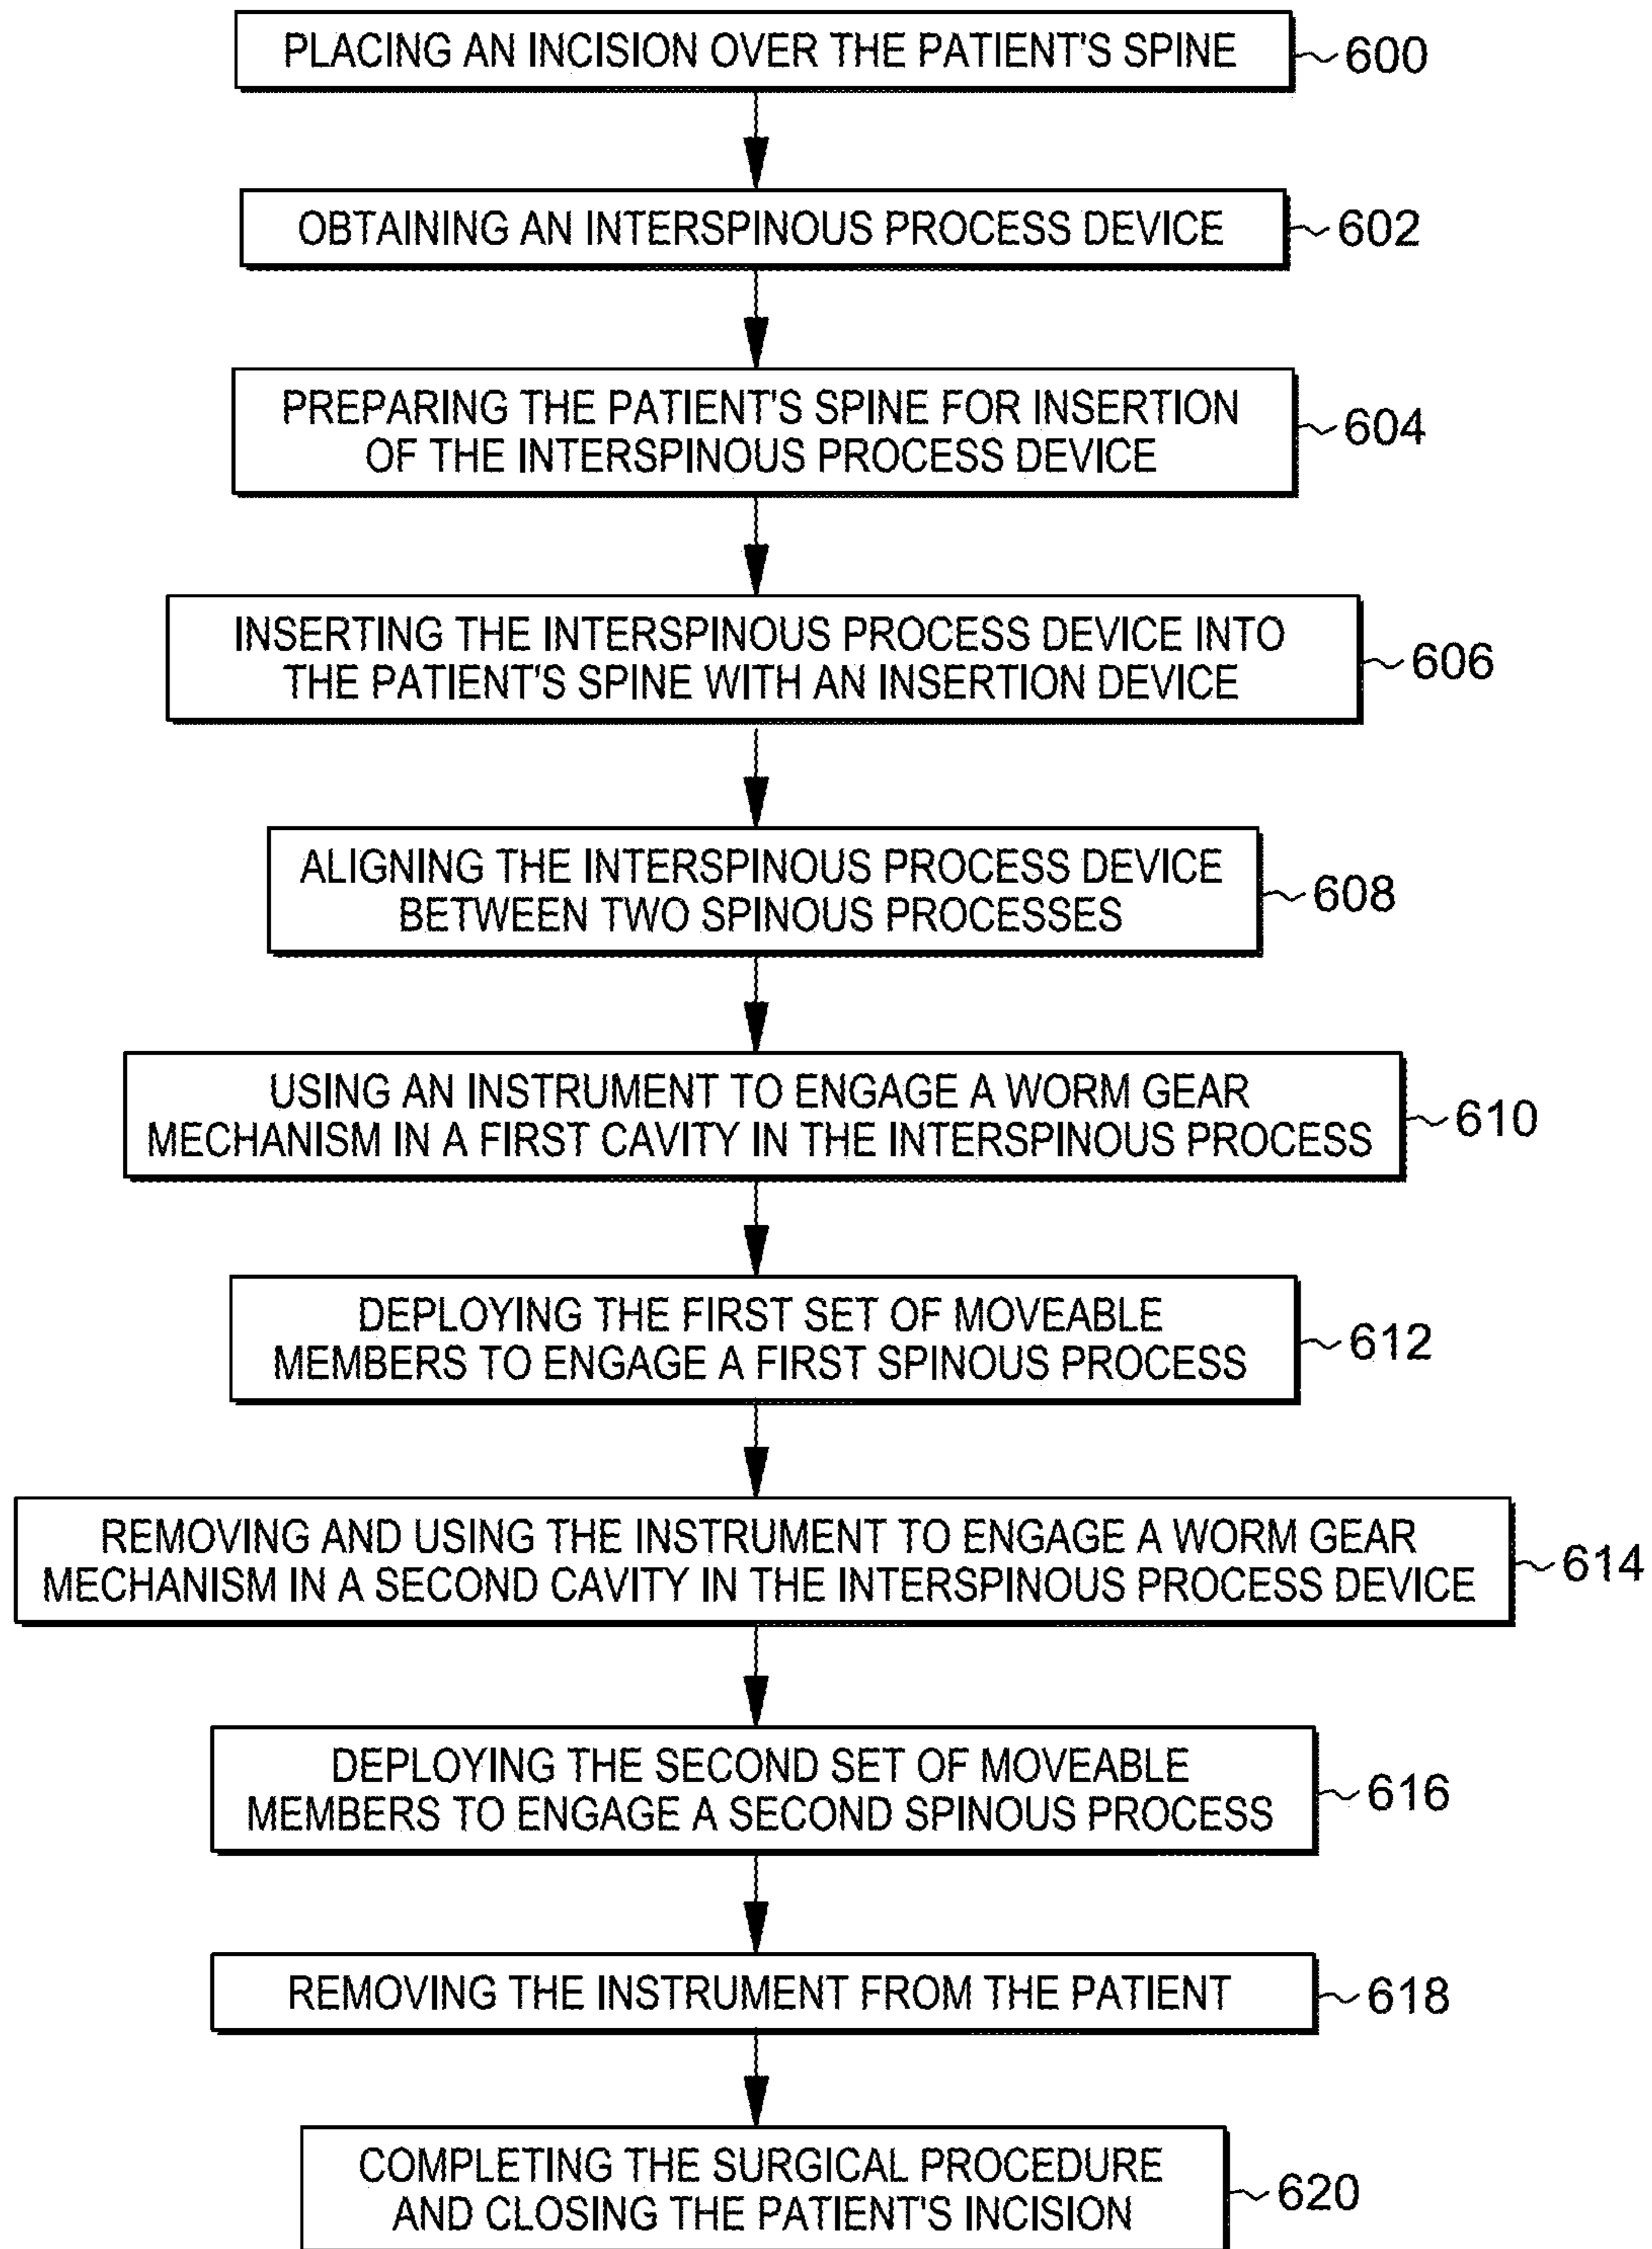 PLACING AN INCISION OVER THE PATIENT'S SPINE
600
OBTAINING AN INTERSPINOUS PROCESS DEVICE
602
PREPARING THE PATIENT'S SPINE FOR INSERTION
OF THE INTERSPINOUS PROCESS DEVICE
604
INSERTING THE INTERSPINOUS PROCESS DEVICE INTO
THE PATIENT'S SPINE WITH AN INSERTION DEVICE
606
ALIGNING THE INTERSPINOUS PROCESS DEVICE
BETWEEN TWO SPINOUS PROCESSES
608
USING AN INSTRUMENT TO ENGAGE A WORM GEAR
MECHANISM IN A FIRST CAVITY IN THE INTERSPINOUS PROCESS
610
DEPLOYING THE FIRST SET OF MOVEABLE
MEMBERS TO ENGAGE A FIRST SPINOUS PROCESS
612
REMOVING AND USING THE INSTRUMENT TO ENGAGE A WORM GEAR
MECHANISM IN A SECOND CAVITY IN THE INTERSPINOUS PROCESS DEVICE
614
DEPLOYING THE SECOND SET OF MOVEABLE
MEMBERS TO ENGAGE A SECOND SPINOUS PROCESS
616
REMOVING THE INSTRUMENT FROM THE PATIENT
618
COMPLETING THE SURGICAL PROCEDURE
AND CLOSING THE PATIENT'S INCISION
620